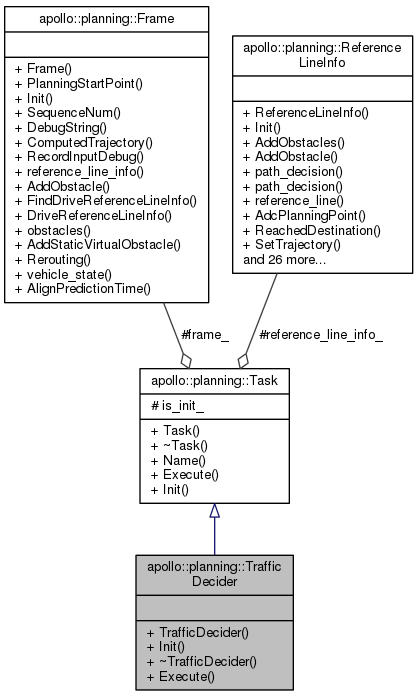 apollo::planning::Frame
+ Frame()
+ PlanningStartPoint()
+ Init()
+ SequenceNum()
+ DebugString()
+ ComputedTrajectory()
+ RecordInputDebug()
+ reference_line_info()
+ AddObstacle()
+ FindDriveReferenceLineInfo()
+ DriveReferenceLineInfo()
+ obstacles()
+ AddStaticVirtualObstacle()
+ Rerouting()
+ vehicle_state()
+ AlignPredictionTime()
apollo::planning::Reference
LineInfo
+ ReferenceLineInfo()
+ Init()
+ AddObstacles()
+ AddObstacle()
+ path_decision()
+ path_decision()
+ reference_line()
+ AdcPlanningPoint()
+ ReachedDestination()
+ SetTrajectory()
and 26 more...
#frame_
#reference_line_info_
apollo::planning::Task
# is_init_
+ Task()
+ ~Task()
+ Name()
+ Execute()
+ Init()
apollo::planning::Traffic
Decider
+ TrafficDecider()
+ Init()
+ ~TrafficDecider()
+ Execute()